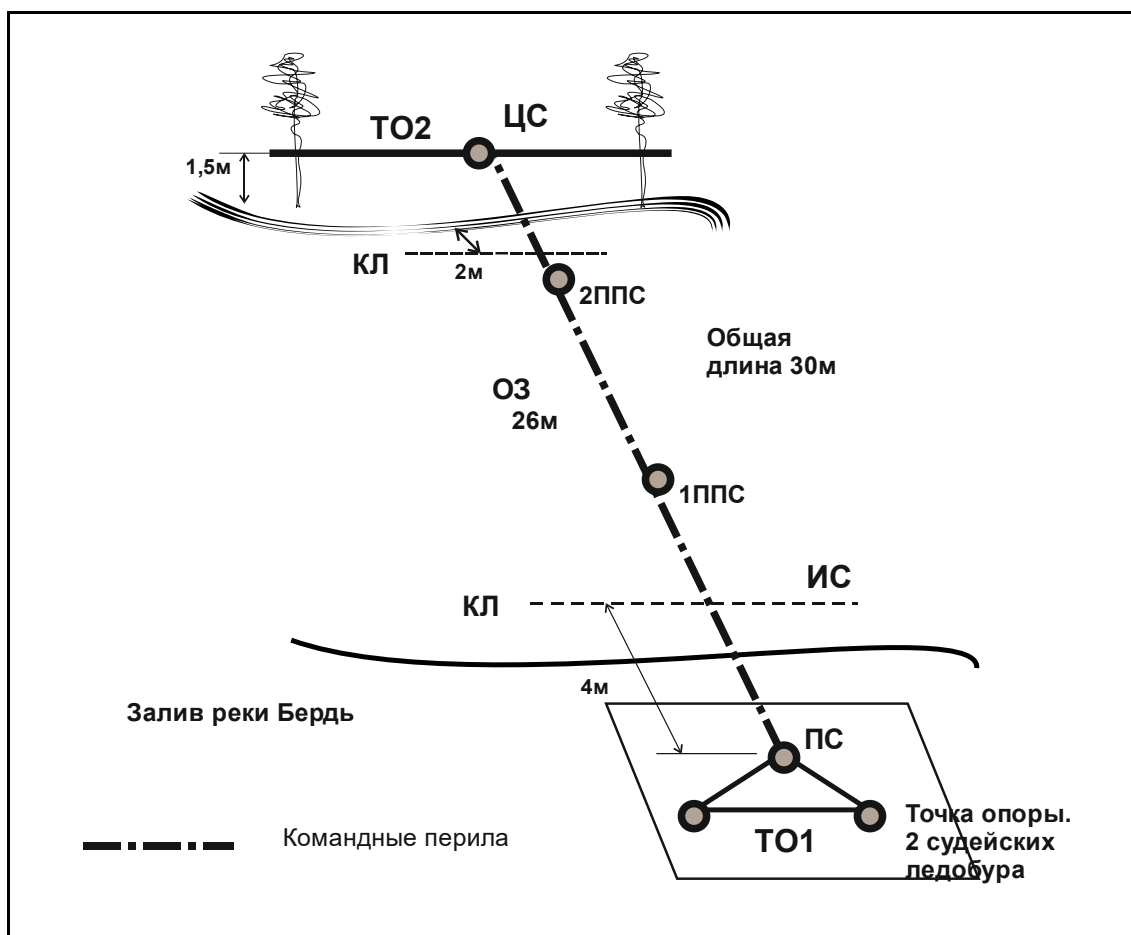 ТО2
ЦС
1,5м
КЛ
2м
2ППС
Общая
длина 30м
ОЗ
26м
1ППС
ИС
КЛ
4м
Залив реки Бердь
ПС
Точка опоры.
2 судейских
ледобура
ТО1
Командные перила